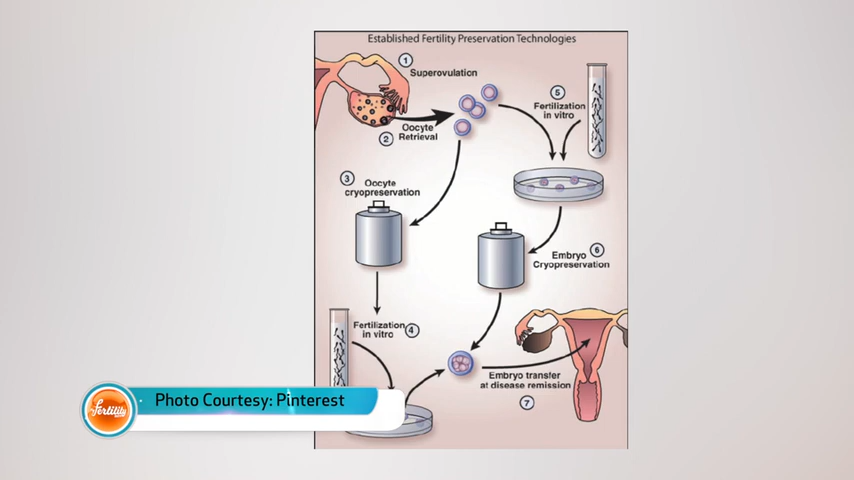 Established Fertility Preservation Technologies
1
Superovulation
2
Oocyte
Retrieval
5
Fertilization
in vitro
3
Oocyte
cryopreservation
6
Embryo
Cryopreservation
Fertilization
in vitro
4
Embryo transfer
at disease remission
7
Fertility
Photo Courtesy: Pinterest